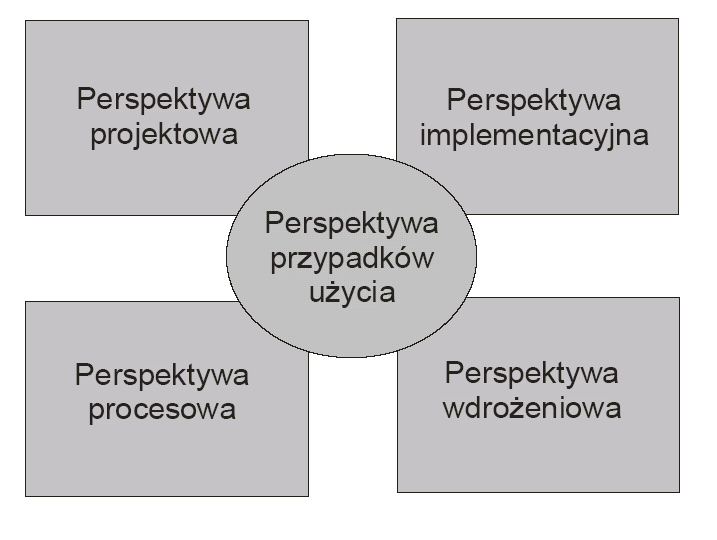 Perspektywa
projektowa
Perspektywa
implementacyjna
Perspektywa
przypadków
użycia
Perspektywa
procesowa
Perspektywa
wdrożeniowa